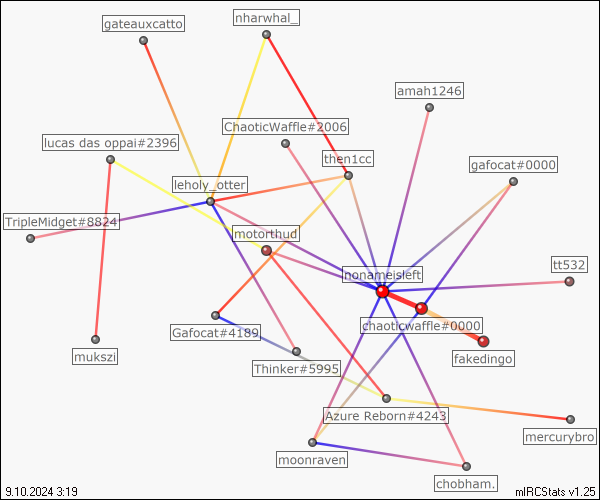 nharwhal_
gateauxcatto
amah1246
ChaoticWaffle#2006
lucas das oppai#2396
then1cc
gafocat#0000
leholy_otter
TripleMidget#8824
motorthud
tt532
nonameisleft
chaoticwaffle#0000
Gafocat#4189
mukszi
fakedingo
Thinker#5995
Azure Reborn#4243
mercurybro
moonraven
chobham.
9.10.2024 3:19
mIRCStats v1.25